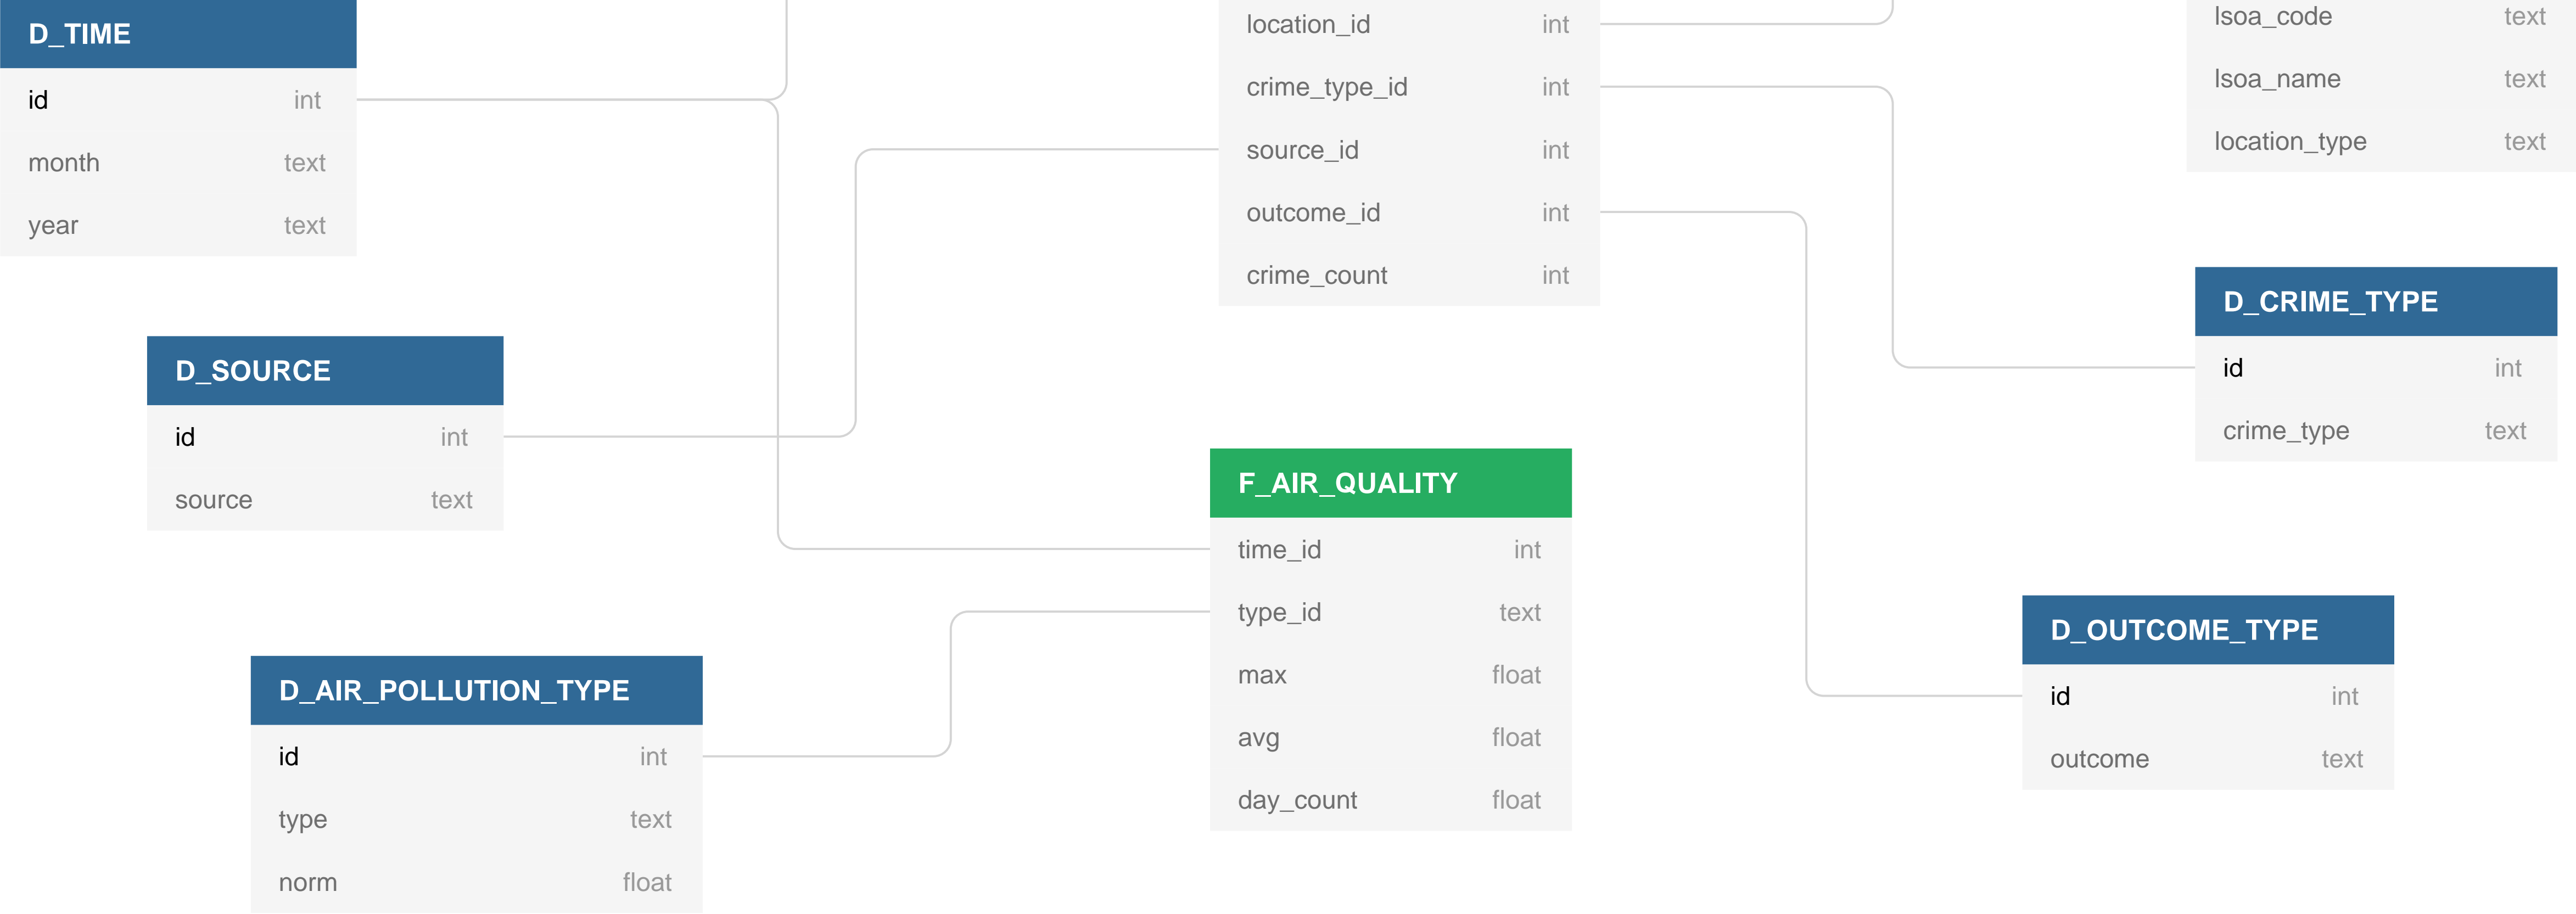 D_TIME
id int
month text
year text
location_id int
crime_type_id int
source_id int
outcome_id int
crime_count int
lsoa_code text
lsoa_name text
location_type text
D_SOURCE
id int
source text
D_CRIME_TYPE
id int
crime_type text
F_AIR_QUALITY
time_id int
type_id text
max float
avg float
day_count float
D_OUTCOME_TYPE
id int
outcome text
D_AIR_POLLUTION_TYPE
id int
type text
norm float